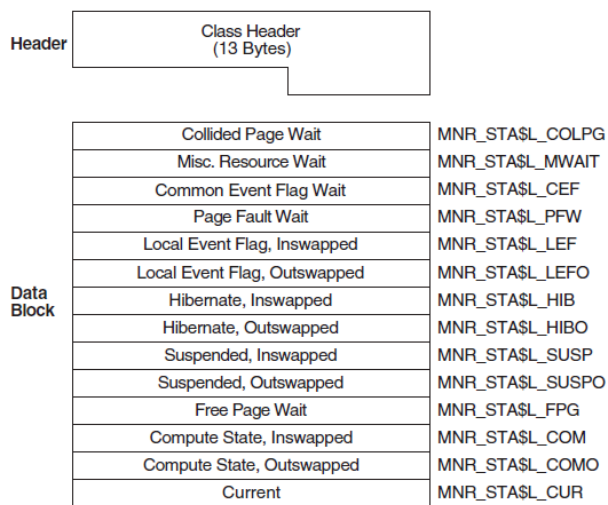 Header
Class Header
(13 Bytes)
Collided Page Wait MNR_STA$L_COLPG
Misc. Resource Wait MNR_STA$L_MWAIT
Common Event Flag Wait MNR_STA$L_CEF
Page Fault Wait MNR_STA$L_PFW
Local Event Flag, Inswapped MNR_STA$L_LEF
Local Event Flag, Outswapped MNR_STA$L_LEFO
Data
Block
Hibernate, Inswapped MNR_STA$L_HIB
Hibernate, Outswapped MNR_STA$L_HIBO
Suspended, Inswapped MNR_STA$L_SUSP
Suspended, Outswapped MNR_STA$L_SUSPO
Free Page Wait MNR_STA$L_FPG
Compute State, Inswapped MNR_STA$L_COM
Compute State, Outswapped MNR_STA$L_COMO
Current MNR_STA$L_CUR